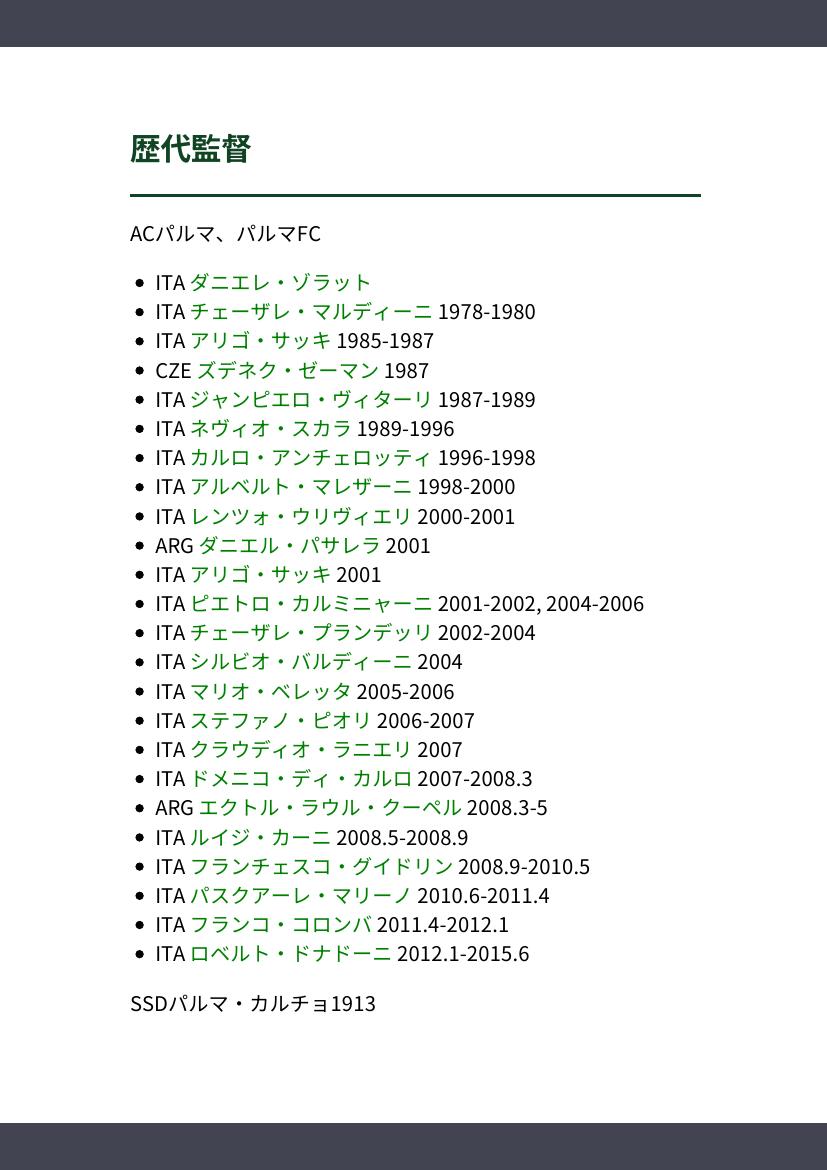 歴代監督
ACパルマ、パルマFC
ITA ダニエレ・ゾラット
ITA チェーザレ・マルディーニ 1978-1980
ITA アリゴ・サッキ 1985-1987
CZE ズデネク・ゼーマン 1987
ITA ジャンピエロ・ヴィターリ 1987-1989
ITA ネヴィオ・スカラ 1989-1996
ITA カルロ・アンチェロッティ 1996-1998
ITA アルベルト・マレザーニ 1998-2000
ITA レンツォ・ウリヴィエリ 2000-2001
ARG ダニエル・パサレラ 2001
ITA アリゴ・サッキ 2001
ITA ピエトロ・カルミニャーニ 2001-2002, 2004-2006
ITA チェーザレ・プランデッリ 2002-2004
ITA シルビオ・バルディーニ 2004
ITA マリオ・ベレッタ 2005-2006
ITA ステファノ・ピオリ 2006-2007
ITA クラウディオ・ラニエリ 2007
ITA ドメニコ・ディ・カルロ 2007-2008.3
ARG エクトル・ラウル・クーペル 2008.3-5
ITA ルイジ・カーニ 2008.5-2008.9
ITA フランチェスコ・グイドリン 2008.9-2010.5
ITA パスクアーレ・マリーノ 2010.6-2011.4
ITA フランコ・コロンバ 2011.4-2012.1
ITA ロベルト・ドナドーニ 2012.1-2015.6
SSDパルマ・カルチョ1913